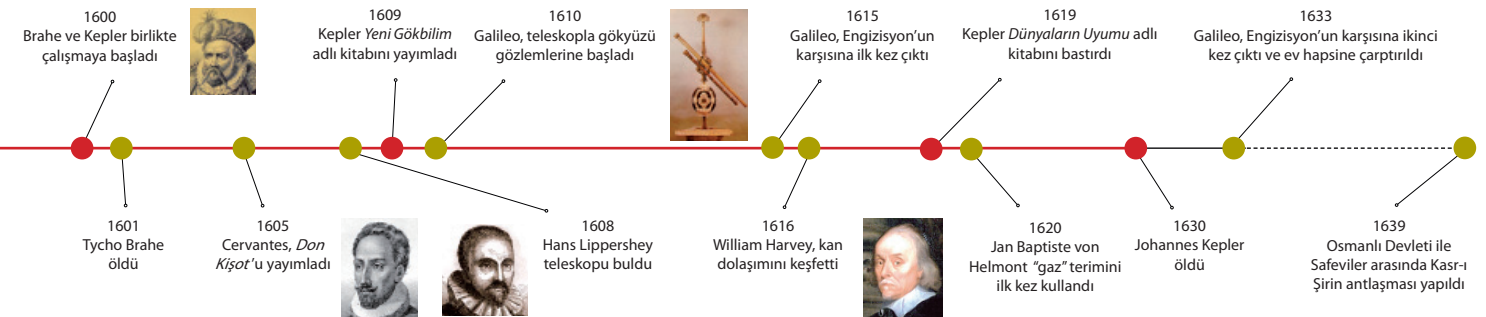 1600
Brahe ve Kepler birlikte
çalışmaya başladı
1609
Kepler Yeni Gökbilim
adlı kitabını yayımladı
1610
Galileo, teleskopla gökyüzü
gözlemlerine başladı
1615
Galileo, Engizisyon’un
karşısına ilk kez çıktı
1619
Kepler Dünyaların Uyumu adlı
kitabını bastırdı
1633
Galileo, Engizisyon’un karşısına ikinci
kez çıktı ve ev hapsine çarptırıldı
1601
Tycho Brahe
öldü
1605
Cervantes, Don
Kişot’u yayımladı
1608
Hans Lippershey
teleskopu buldu
1616
William Harvey, kan
dolaşımını keşfetti
1620
Jan Baptiste von
Helmont “gaz” terimini
ilk kez kullandı
1630
Johannes Kepler
öldü
1639
Osmanlı Devleti ile
Safeviler arasında Kasr-ı
Şirin antlaşması yapıldı